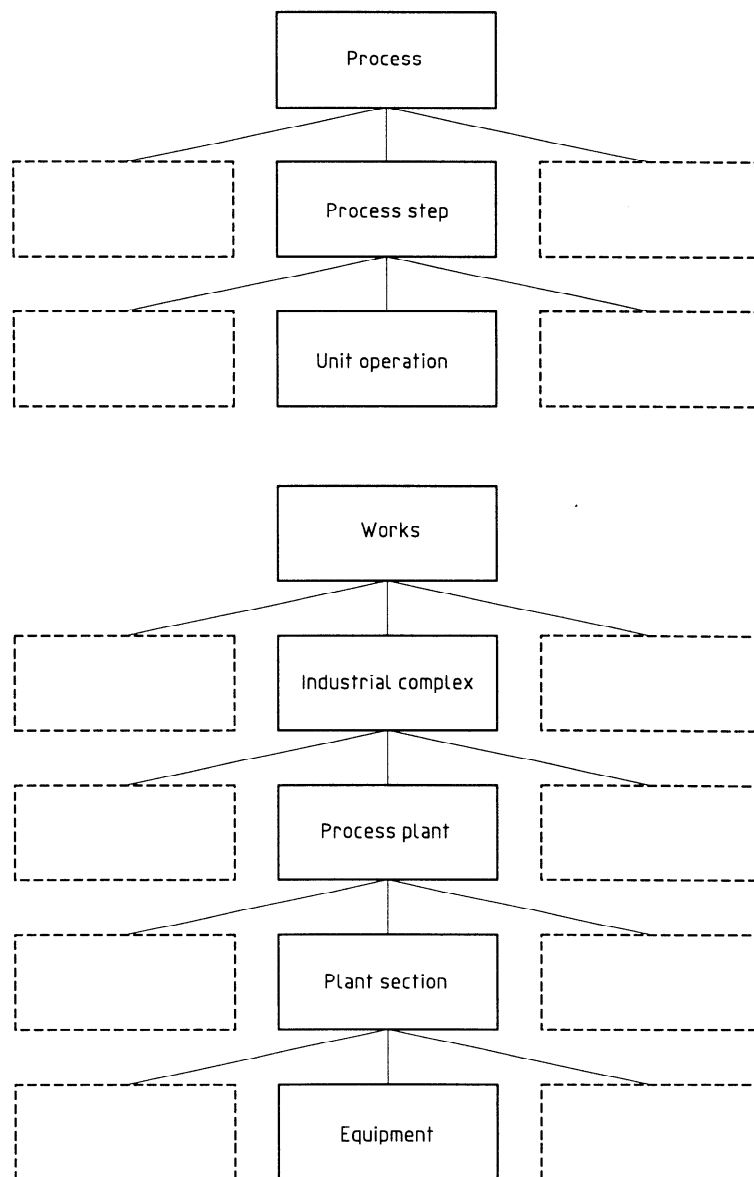 Process
Process step
Unit operation
Works
Industrial complex
Process plant
Plant section
Equipment